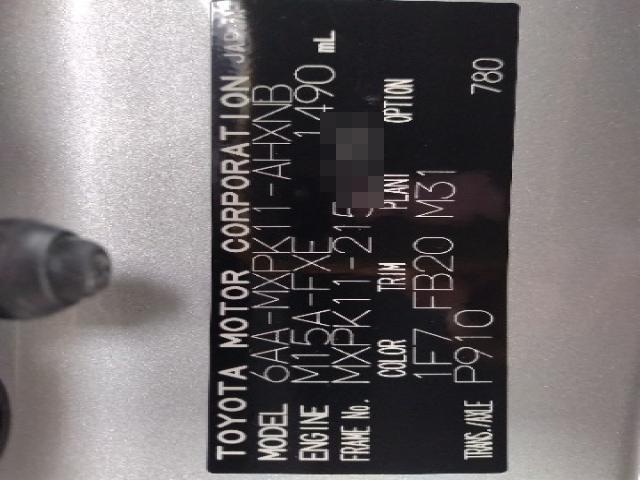 TOYOTA MOTOR CORPORATION JAPAN
MODEL 6AA-MXPK11-AHXNB
ENGINE M15A-FXE 1490 mL
FRAME No. MXPK11-215
COLOR TRIM PLANT OPTION
1F7 FB20 M31
TRANS./AXLE P910 780